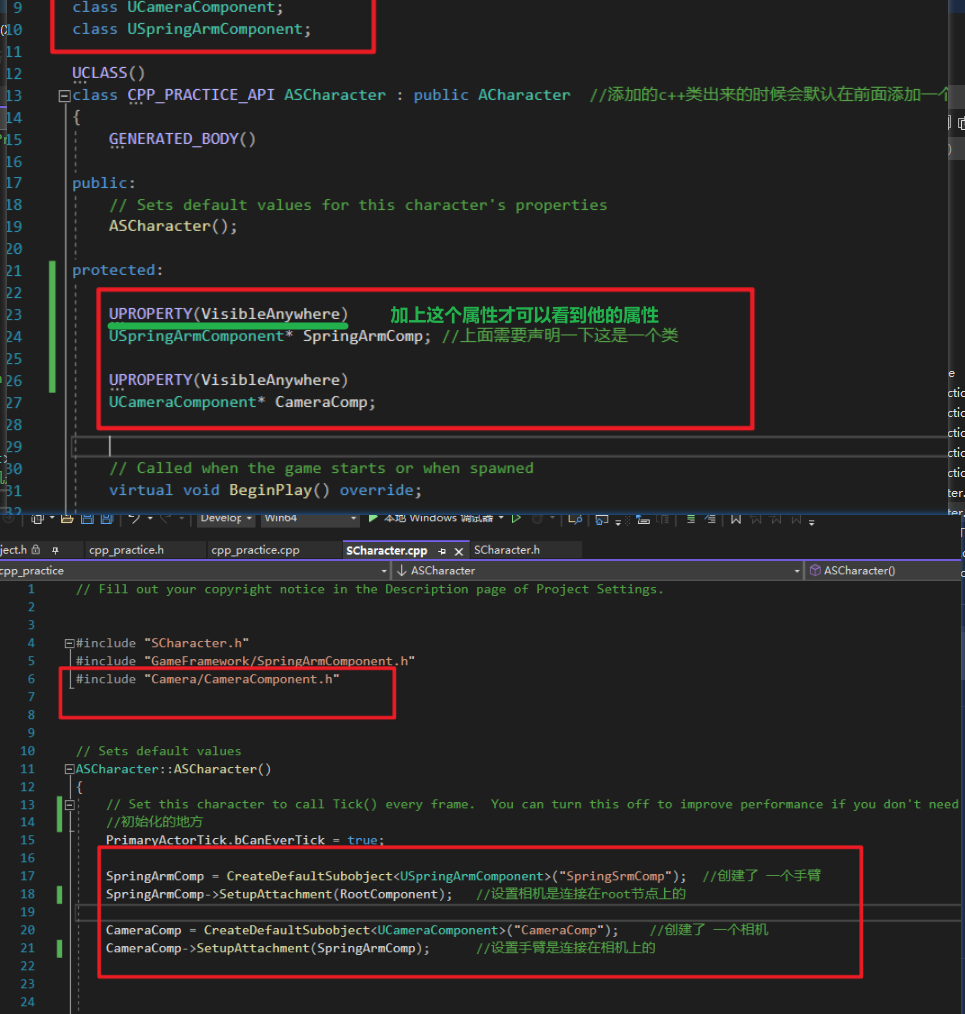 9 class UCameraComponent;
10 class USpringArmComponent;
11
12 UCLASS()
13 class CPP_PRACTICE_API ASCharacter : public ACharacter //添加的c++类出来的时候会默认在前面添加一个
14 {
15 GENERATED_BODY()
16
17 public:
18 // Sets default values for this character's properties
19 ASCharacter();
20
21 protected:
22
23 UPROPERTY(VisibleAnywhere) 加上这个属性才可以看到他的属性
24 USpringArmComponent* SpringArmComp; //上面需要声明一下这是一个类
25
26 UPROPERTY(VisibleAnywhere)
27 UCameraComponent* CameraComp;
28
29
30 // Called when the game starts or when spawned
31 virtual void BeginPlay() override;
Develop Win64 本地 Windows 调试器
ject.h cpp_practice.h cpp_practice.cpp SCharacter.cpp SCharacter.h
cpp_practice ASCharacter ASCharacter()
1 // Fill out your copyright notice in the Description page of Project Settings.
2
3
4 #include "SCharacter.h"
5 #include "GameFramework/SpringArmComponent.h"
6 #include "Camera/CameraComponent.h"
7
8
9
10 // Sets default values
11 ASCharacter::ASCharacter()
12 {
13 // Set this character to call Tick() every frame. You can turn this off to improve performance if you don't need
14 //初始化的地方
15 PrimaryActorTick.bCanEverTick = true;
16
17 SpringArmComp = CreateDefaultSubobject<USpringArmComponent>("SpringSrmComp"); //创建了 一个手臂
18 SpringArmComp->SetupAttachment(RootComponent); //设置相机是连接在root节点上的
19
20 CameraComp = CreateDefaultSubobject<UCameraComponent>("CameraComp"); //创建了 一个相机
21 CameraComp->SetupAttachment(SpringArmComp); //设置手臂是连接在相机上的
22
23
24